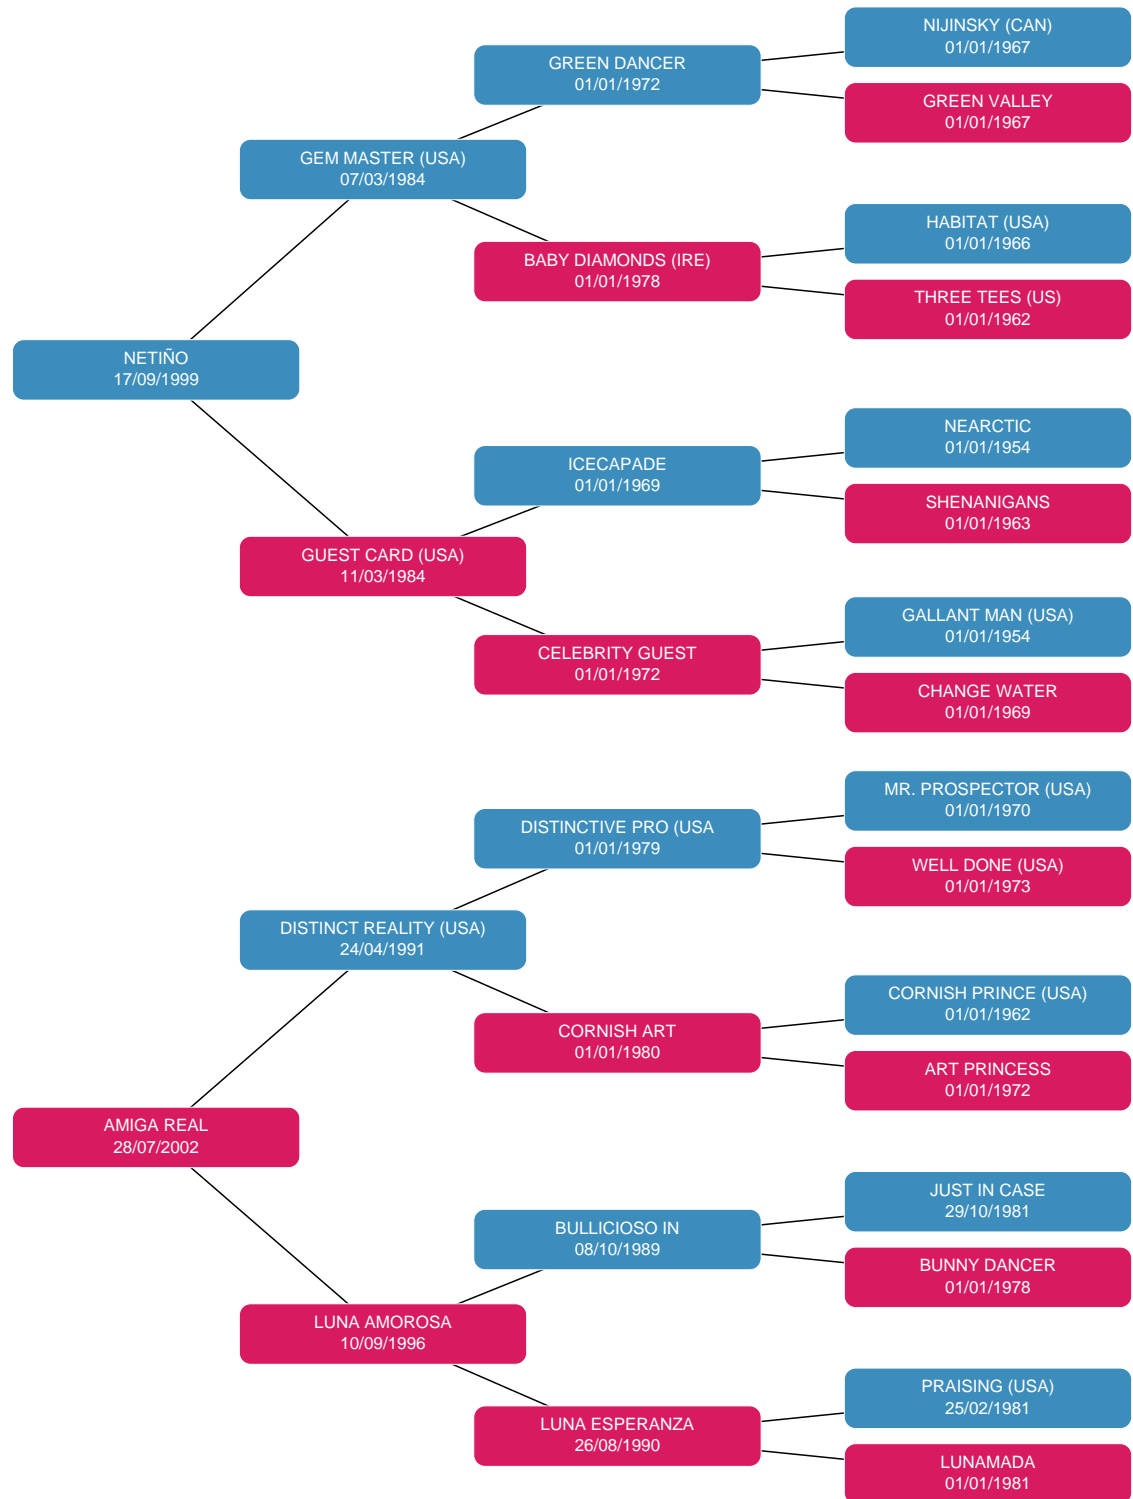 NIJINSKY (CAN)
01/01/1967
GREEN DANCER
01/01/1972
GREEN VALLEY
01/01/1967
GEM MASTER (USA)
07/03/1984
HABITAT (USA)
01/01/1966
BABY DIAMONDS (IRE)
01/01/1978
THREE TEES (US)
01/01/1962
NETIÑO
17/09/1999
NEARCTIC
01/01/1954
ICECAPADE
01/01/1969
SHENANIGANS
01/01/1963
GUEST CARD (USA)
11/03/1984
GALLANT MAN (USA)
01/01/1954
CELEBRITY GUEST
01/01/1972
CHANGE WATER
01/01/1969
MR. PROSPECTOR (USA)
01/01/1970
DISTINCTIVE PRO (USA
01/01/1979
WELL DONE (USA)
01/01/1973
DISTINCT REALITY (USA)
24/04/1991
CORNISH PRINCE (USA)
01/01/1962
CORNISH ART
01/01/1980
ART PRINCESS
01/01/1972
AMIGA REAL
28/07/2002
JUST IN CASE
29/10/1981
BULLICIOSO IN
08/10/1989
BUNNY DANCER
01/01/1978
LUNA AMOROSA
10/09/1996
PRAISING (USA)
25/02/1981
LUNA ESPERANZA
26/08/1990
LUNAMADA
01/01/1981